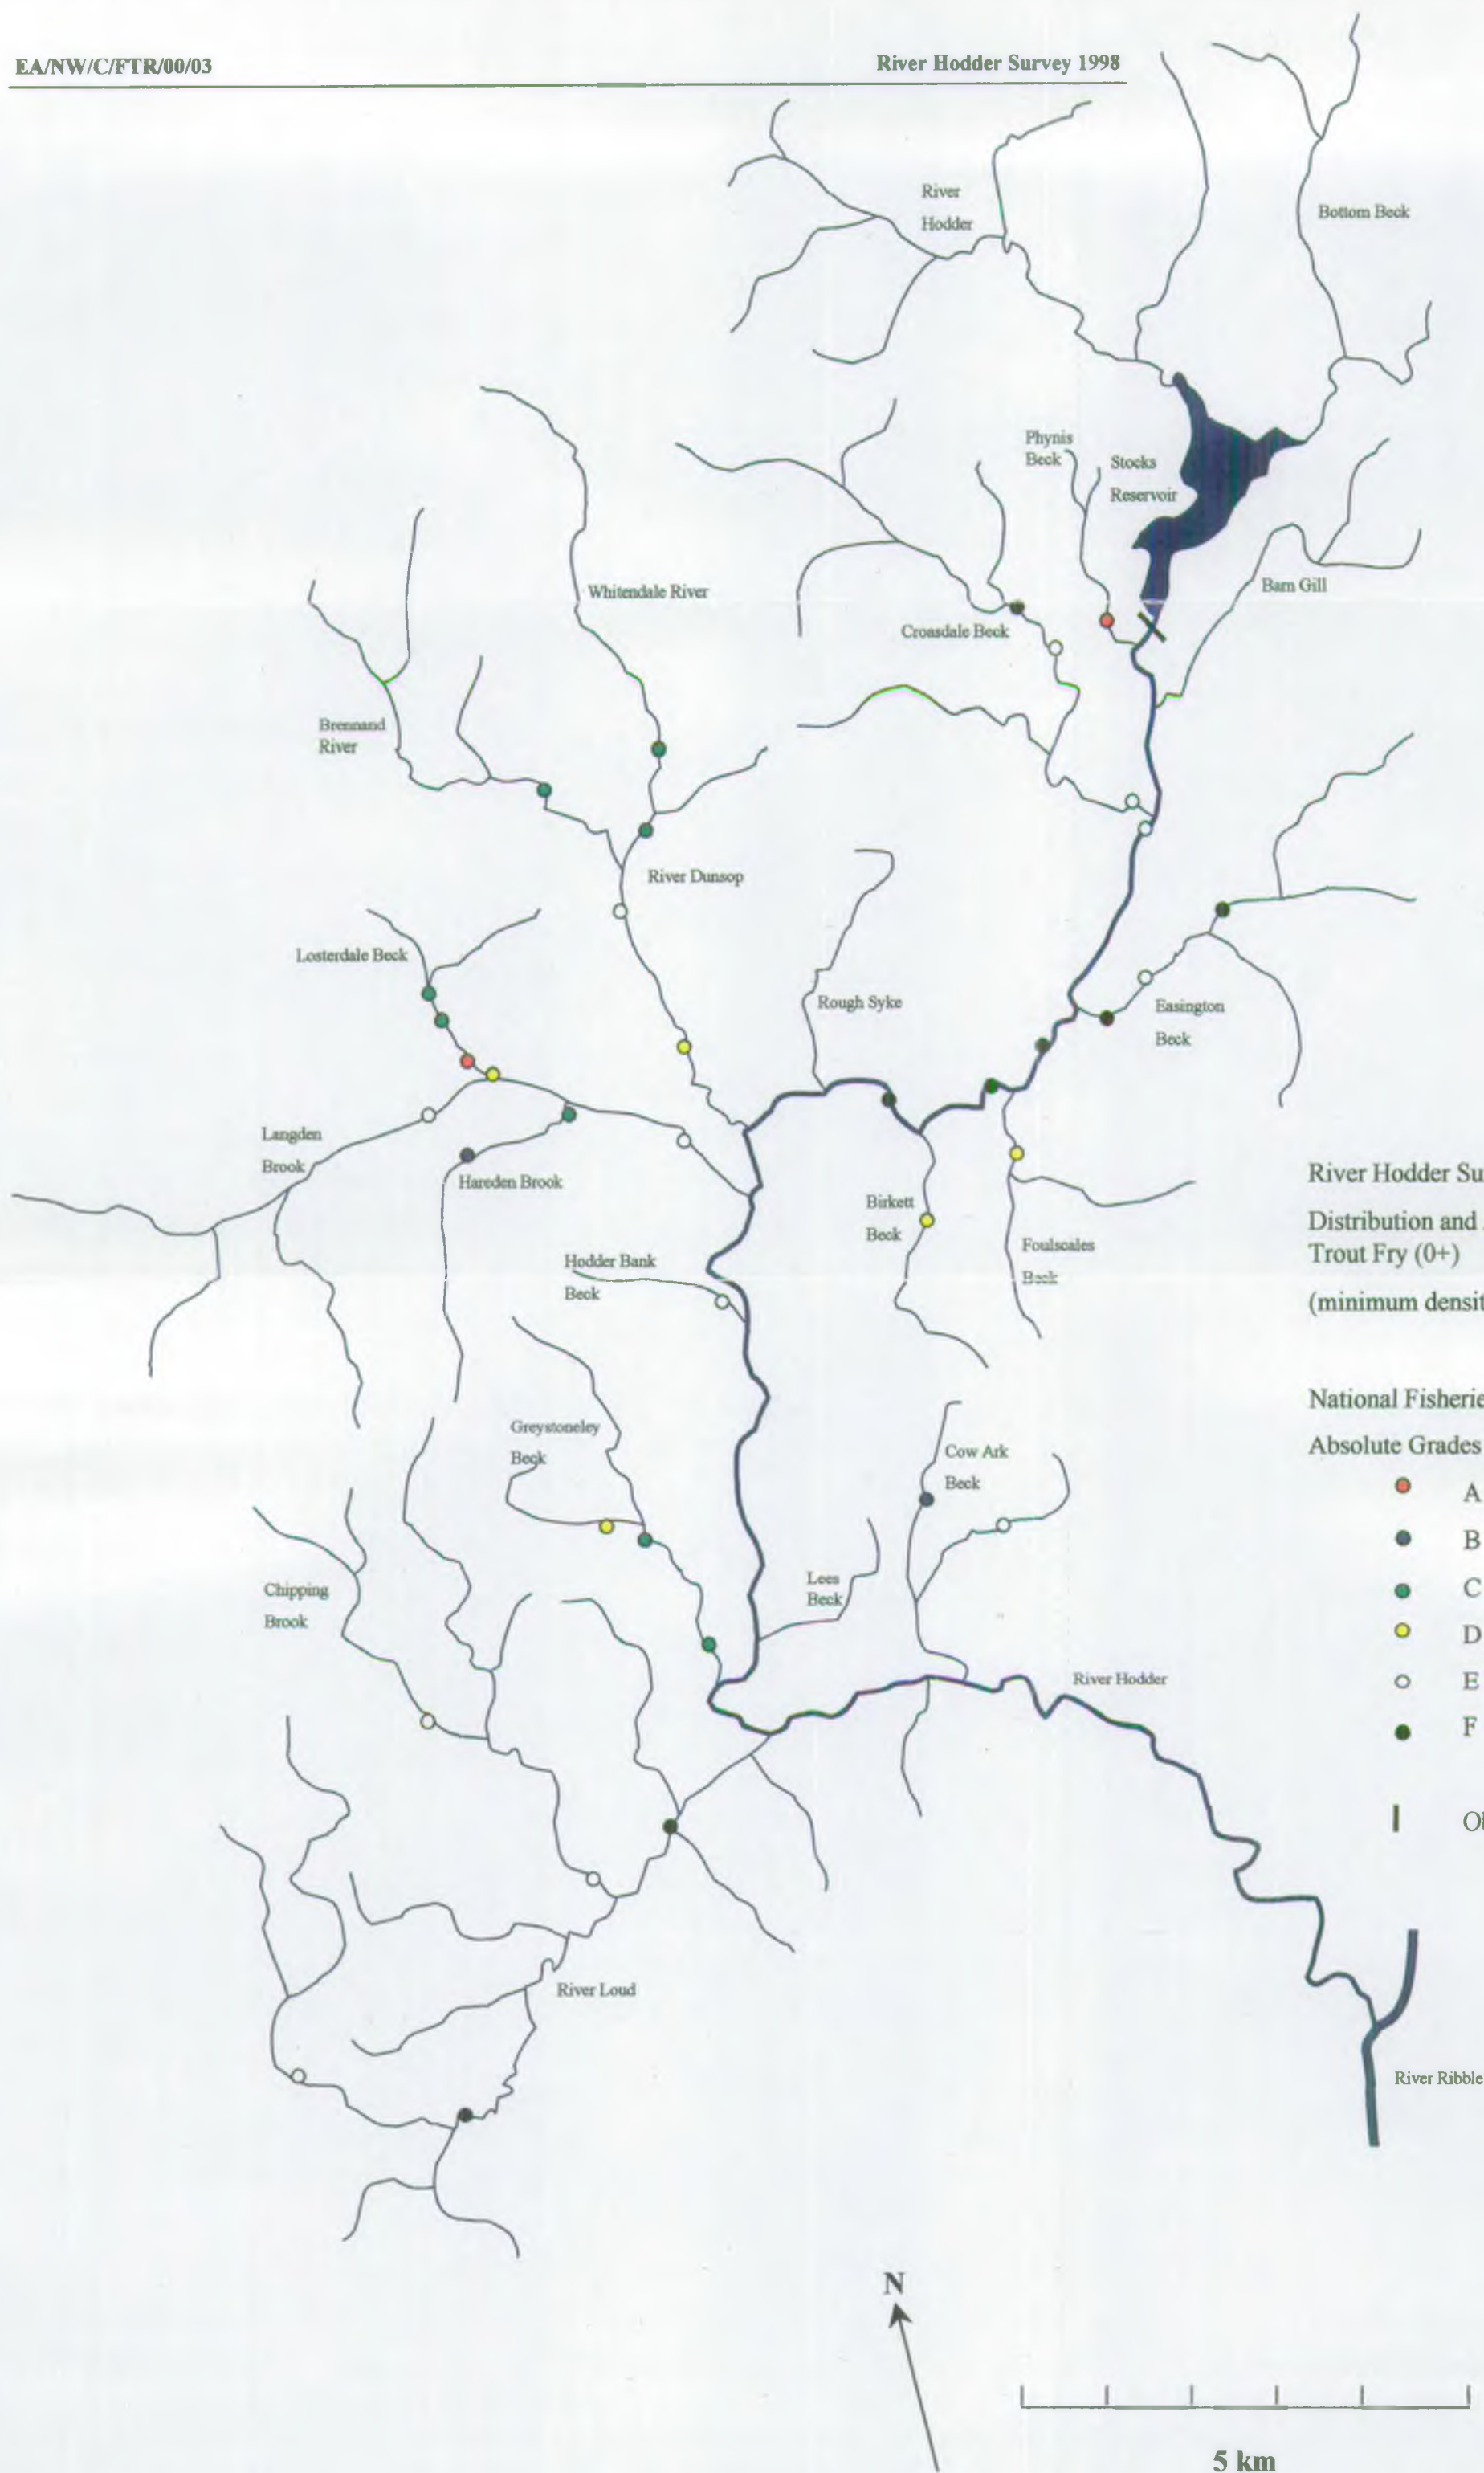 EA/NW/C/FTR/00/03
River Hodder Survey 1998
River
Hodder
Bottom Beck
Phynis
Beck
Stocks
Reservoir
Barn Gill
Whitendale River
Croasdale Beck
Brennand
River
River Dunsop
Losterdale Beck
Rough Syke
Easington
Beck
Langden
Brook
Hareden Brook
Birkett
Beck
Foulscales
Beck
Hodder Bank
Beck
Greystoneley
Beck
Cow Ark
Beck
Lees
Beck
Chipping
Brook
River Hodder
River Loud
River Ribble
River Hodder Su
Distribution and
Trout Fry (0+)
(minimum densit
National Fisherie
Absolute Grades
A
B
C
D
E
F
Ol
N
5 km